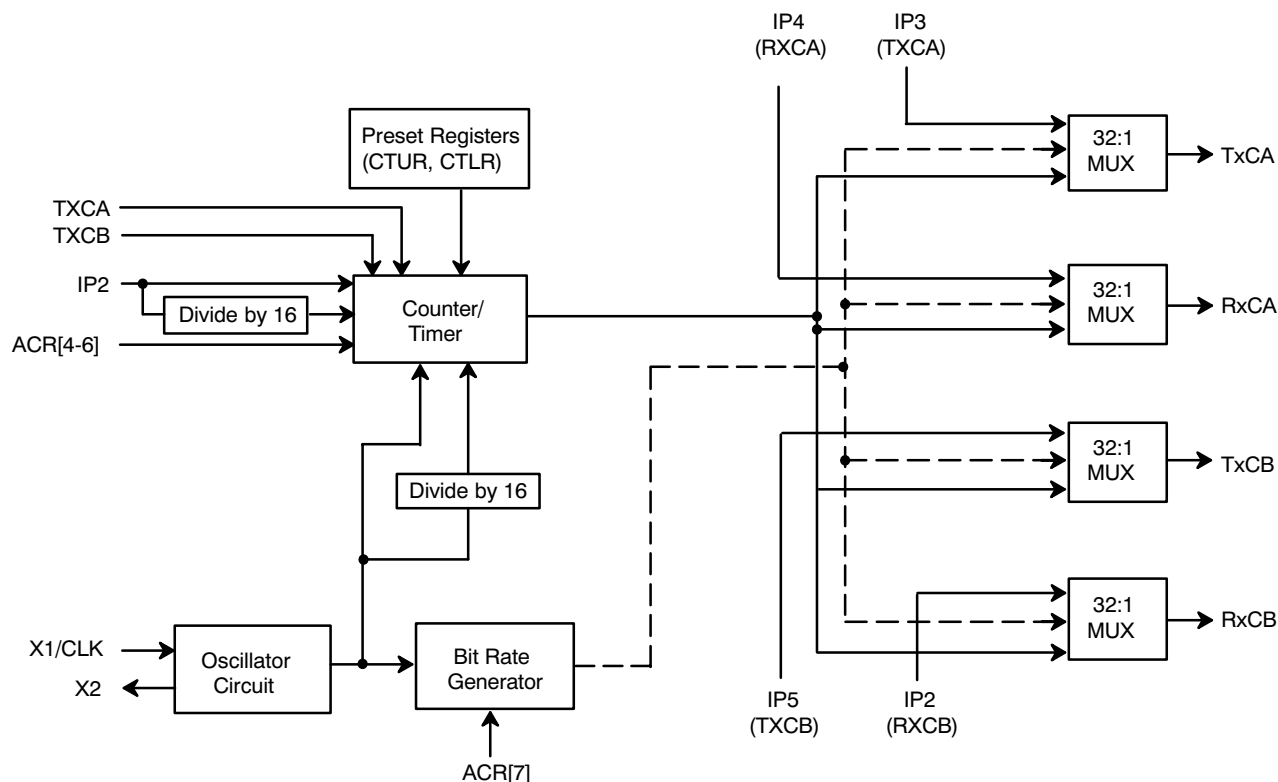 IP4
(RXCA)
IP3
(TXCA)
Preset Registers
(CTUR, CTLR)
32:1
MUX
TxCA
TXCA
TXCB
IP2
Divide by 16
Counter/
Timer
ACR[4-6]
32:1
MUX
RxCA
32:1
MUX
TxCB
Divide by 16
32:1
MUX
RxCB
X1/CLK
X2
Oscillator
Circuit
Bit Rate
Generator
IP5
(TXCB)
IP2
(RXCB)
ACR[7]